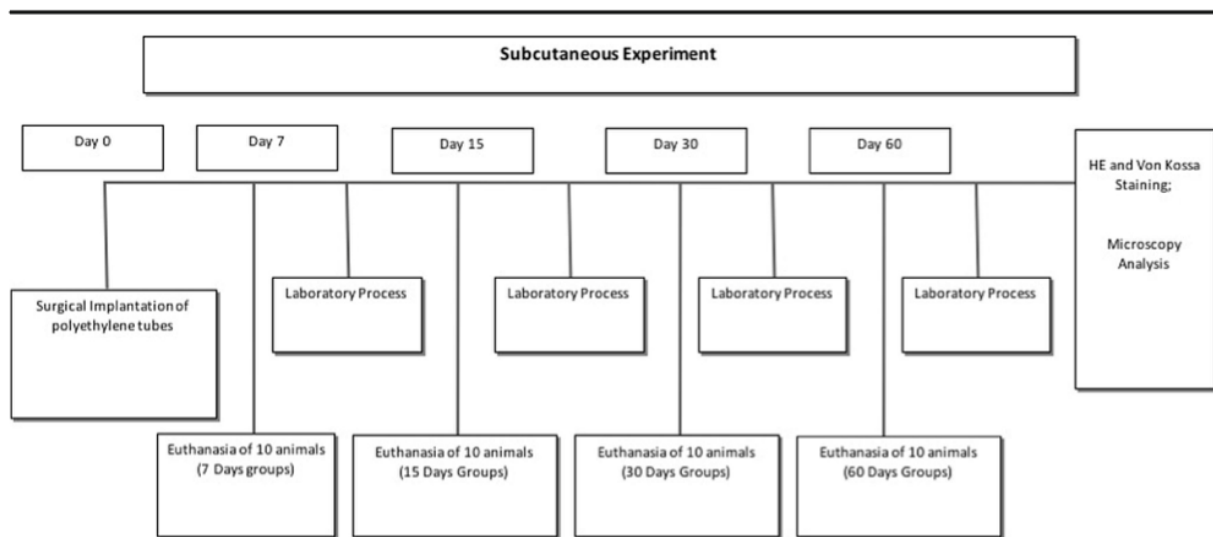 Subcutaneous Experiment
Day 0
Day 7
Day 15
Day 30
Day 60
HE and Von Kossa
Staining;
Microscopy
Analysis
Surgical Implantation of
polyethylene tubes
Laboratory Process
Laboratory Process
Laboratory Process
Laboratory Process
Euthanasia of 10 animals
(7 Days groups)
Euthanasia of 10 animals
(15 Days Groups)
Euthanasia of 10 animals
(30 Days Groups)
Euthanasia of 10 animals
(60 Days Groups)